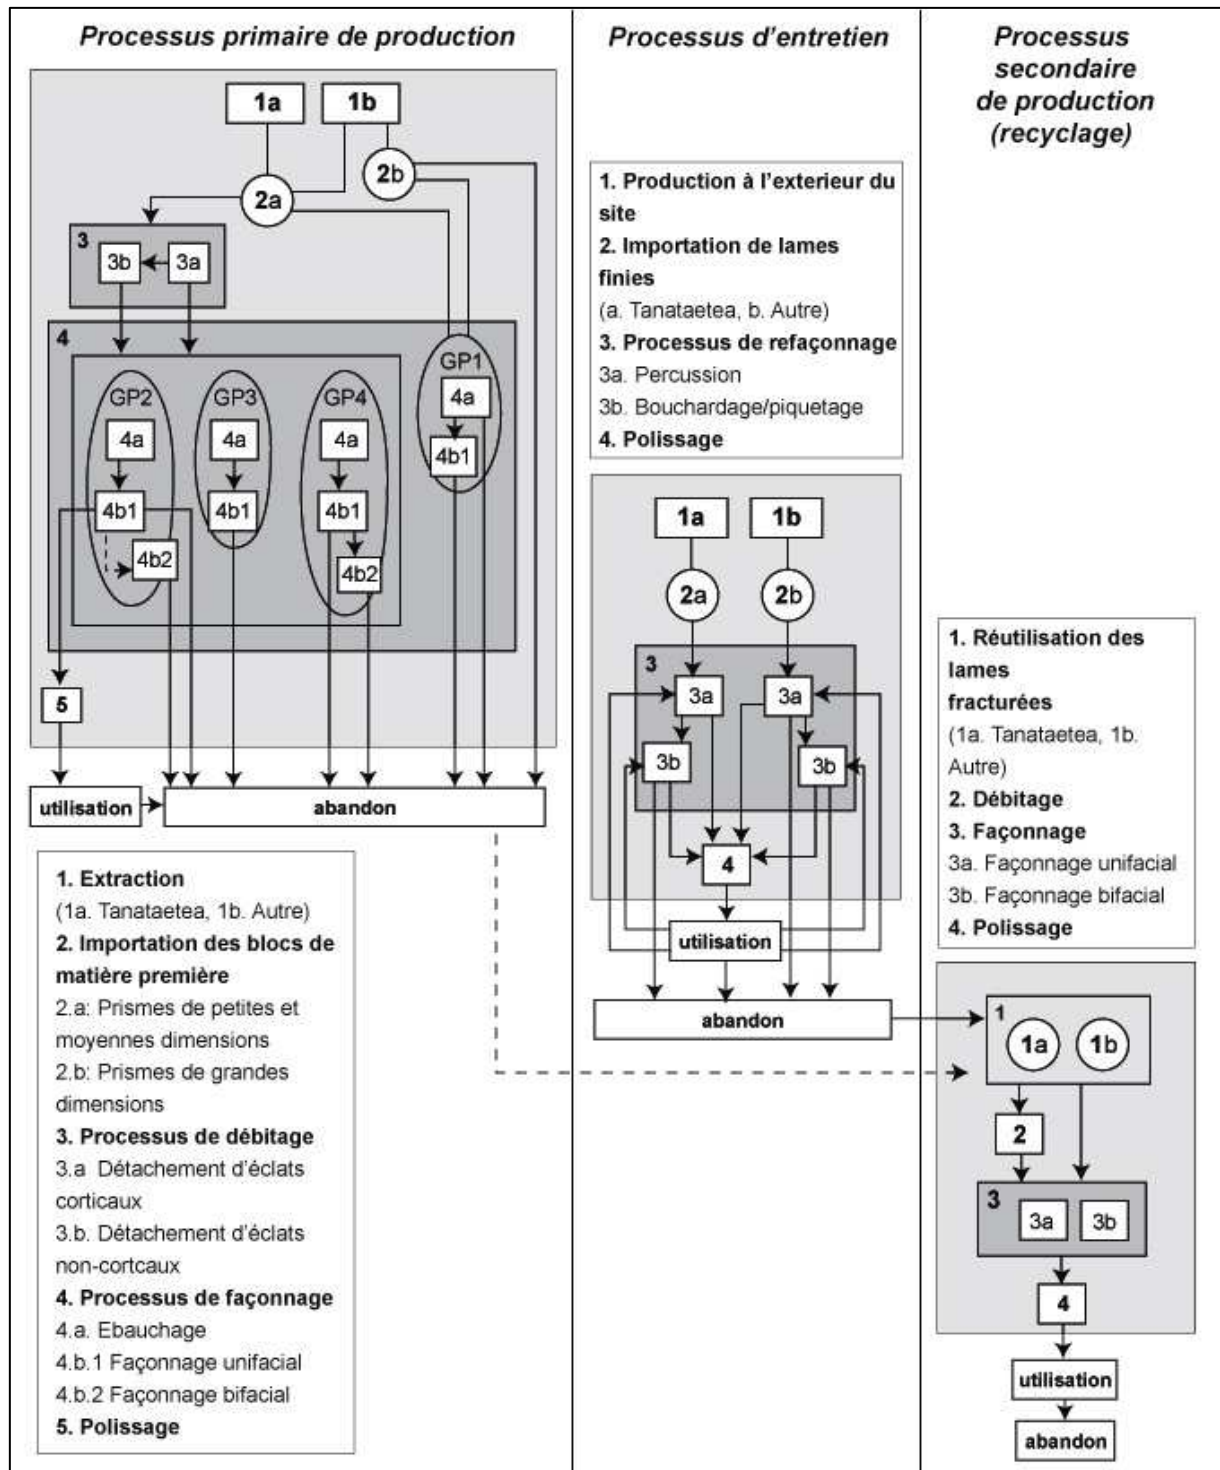 Processus primaire de production
1a
1b
2b
2a
3
3b
3a
4
GP1
4a
4b1
GP2
GP3
GP4
4a
4a
4a
4b1
4b1
4b1
4b2
4b2
5
utilisation
abandon
1. Extraction
(1a. Tanataetea, 1b. Autre)
2. Importation des blocs de
matière première
2.a: Prismes de petites et
moyennes dimensions
2.b: Prismes de grandes
dimensions
3. Processus de débitage
3.a Détachement d'éclats
corticaux
3.b. Détachement d'éclats
non-cortcaux
4. Processus de façonnage
4.a. Ebauchage
4.b.1 Façonnage unifacial
4.b.2 Façonnage bifacial
5. Polissage
Processus d'entretien
1. Production à l'exterieur du
site
2. Importation de lames
finies
(a. Tanataetea, b. Autre)
3. Processus de refaçonnage
3a. Percussion
3b. Bouchardage/piquetage
4. Polissage
1a
1b
2a
2b
3
3a
3a
3b
3b
4
utilisation
abandon
Processus
secondaire
de production
(recyclage)
1. Réutilisation des
lames
fracturées
(1a. Tanataetea, 1b.
Autre)
2. Débitage
3. Façonnage
3a. Façonnage unifacial
3b. Façonnage bifacial
4. Polissage
1
1a
1b
2
3
3a
3b
4
utilisation
abandon